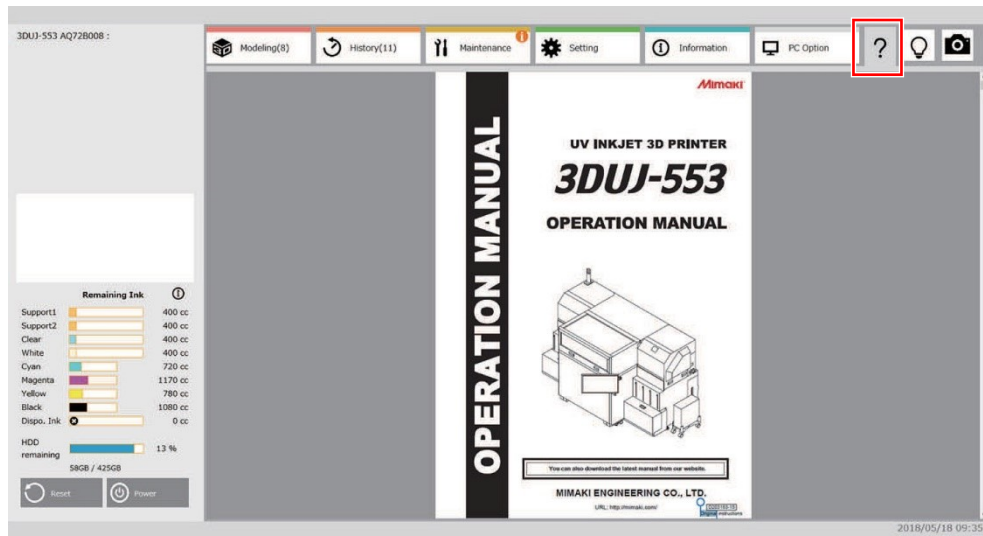 3DUJ-553 AQ72B008 :
Modeling(8)
History(11)
Maintenance
Setting
Information
PC Option
?
Mimaki
OPERATION MANUAL
UV INKJET 3D PRINTER
3DUJ-553
OPERATION MANUAL
You can also download the latest manual from our website.
MIMAKI ENGINEERING CO., LTD.
URL: http://mimaki.com/
Remaining Ink
Support1 400 cc
Support2 400 cc
Clear 400 cc
White 400 cc
Cyan 720 cc
Magenta 1170 cc
Yellow 780 cc
Black 1080 cc
Dispo. Ink 0 cc
HDD
remaining
13 %
58GB / 425GB
Reset
Power
2018/05/18 09:35